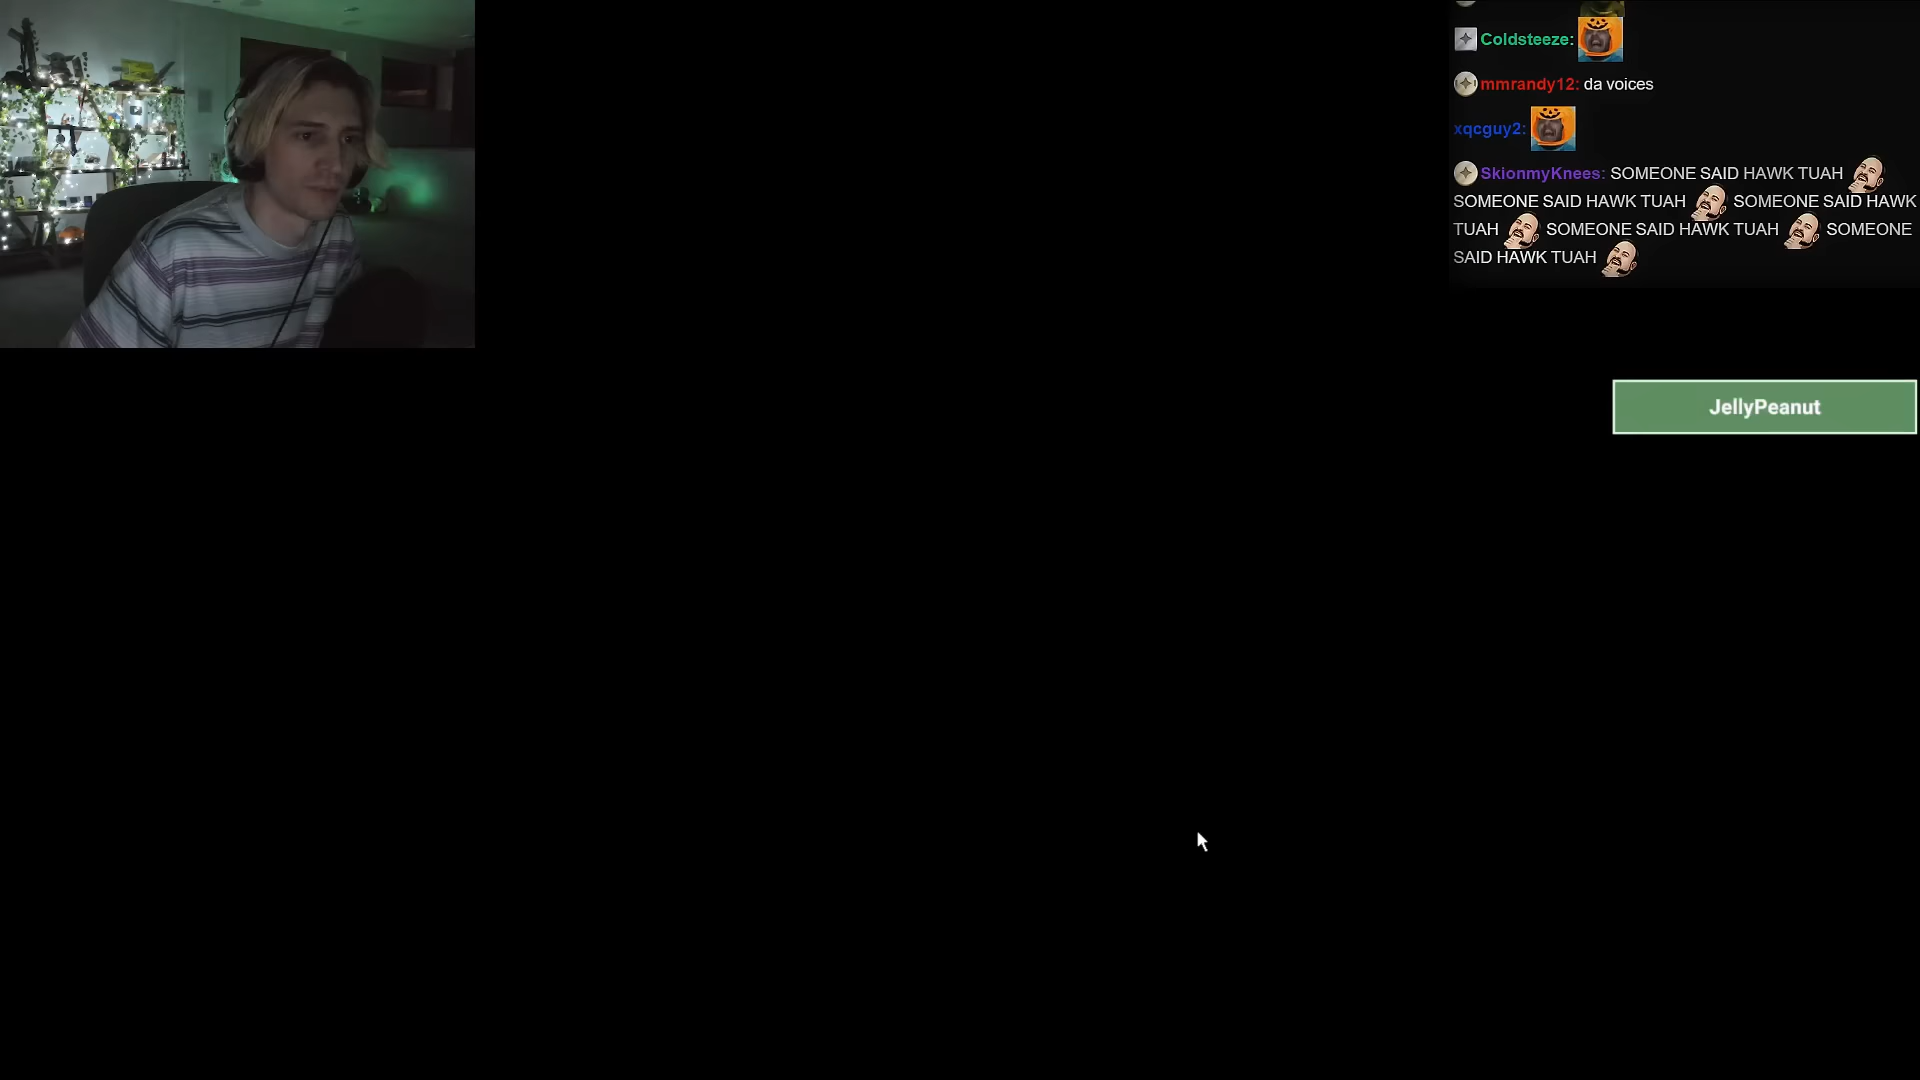 Coldsteeze:
mmrandy12: da voices
xqcguy2:
SkionmyKnees: SOMEONE SAID HAWK TUAH
SOMEONE SAID HAWK TUAH SOMEONE SAID HAWK
TUAH SOMEONE SAID HAWK TUAH SOMEONE
SAID HAWK TUAH
JellyPeanut